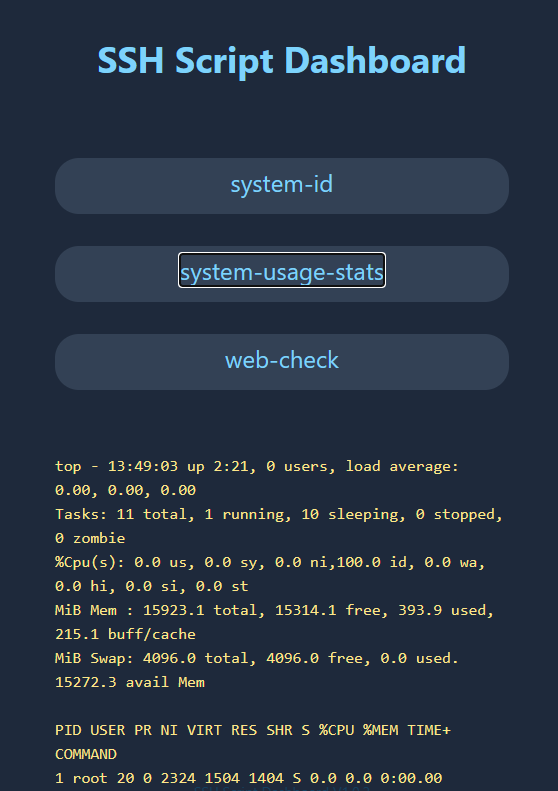 SSH Script Dashboard
system-id
system-usage-stats
web-check
top - 13:49:03 up 2:21, 0 users, load average:
0.00, 0.00, 0.00
Tasks: 11 total, 1 running, 10 sleeping, 0 stopped,
0 zombie
%Cpu(s): 0.0 us, 0.0 sy, 0.0 ni,100.0 id, 0.0 wa,
0.0 hi, 0.0 si, 0.0 st
MiB Mem : 15923.1 total, 15314.1 free, 393.9 used,
215.1 buff/cache
MiB Swap: 4096.0 total, 4096.0 free, 0.0 used.
15272.3 avail Mem
PID USER PR NI VIRT RES SHR S %CPU %MEM TIME+
COMMAND
1 root 20 0 2324 1504 1404 S 0.0 0.0 0:00.00